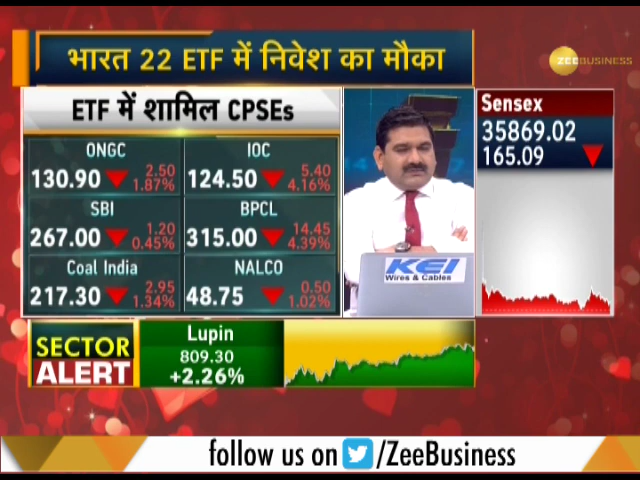 भारत 22 ETF में निवेश का मौका
ZEEBUSINESS
ETF में शामिल CPSEs
ONGC
130.90 2.50 1.87%
IOC
124.50 5.40 4.16%
SBI
267.00 1.20 0.45%
BPCL
315.00 14.45 4.39%
Coal India
217.30 2.95 1.34%
NALCO
48.75 0.50 1.02%
Sensex
35869.02
165.09
KEI
Wires & Cables
SECTOR
ALERT
Lupin
809.30
+2.26%
follow us on /ZeeBusiness